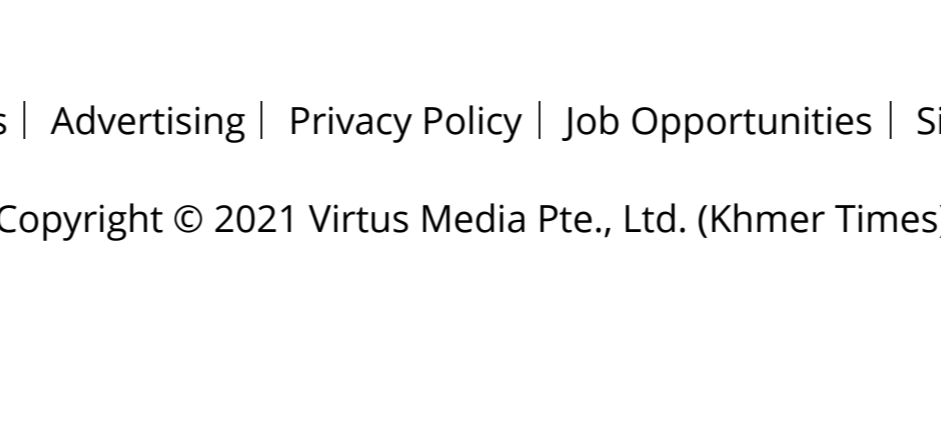 Advertising | Privacy Policy | Job Opportunities |
Copyright © 2021 Virtus Media Pte., Ltd. (Khmer Times)